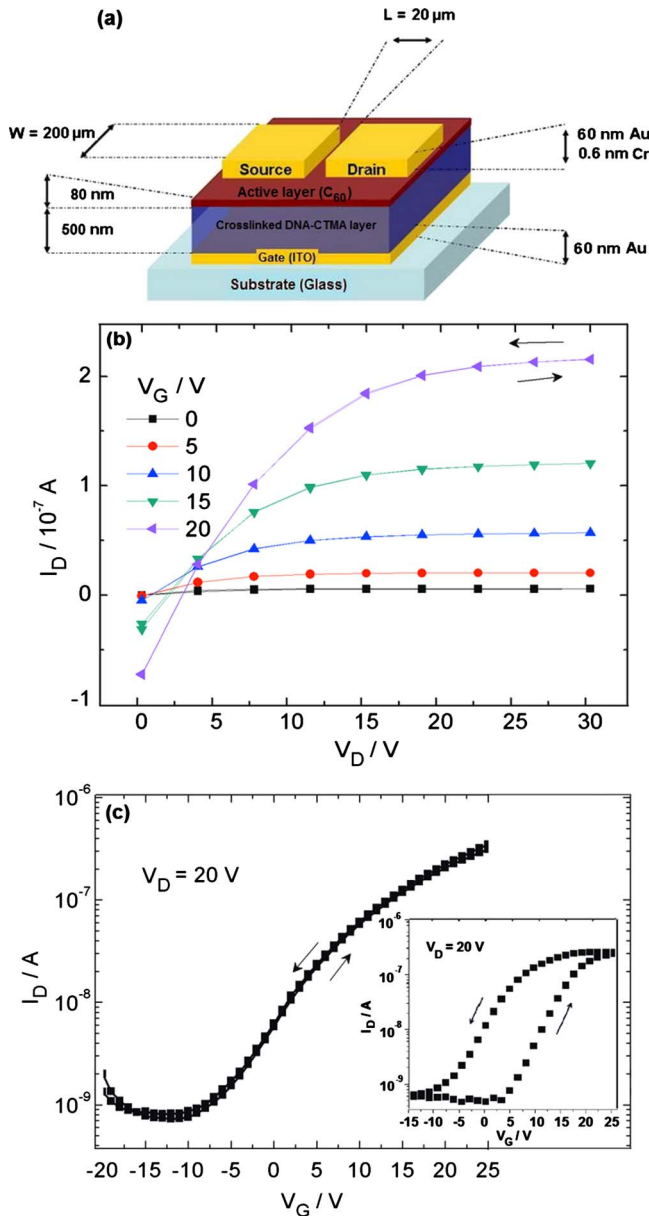 (a)
L = 20 µm
W = 200 µm
60 nm Au
0.6 nm Cr
Source
Drain
80 nm
Active layer (C60)
500 nm
Crosslinked DNA-CTMA layer
60 nm Au
Gate (ITO)
Substrate (Glass)
(b)
VG / V
0
5
10
15
20
2
1
0
-1
ID / 10-7 A
0 5 10 15 20 25 30
VD / V
(c)
VD = 20 V
10-6
10-7
10-8
10-9
ID / A
-20 -15 -10 -5 0 5 10 15 20 25
VG / V
VD = 20 V
10-6
10-7
10-8
10-9
ID / A
-15 -10 -5 0 5 10 15 20 25
VG / V